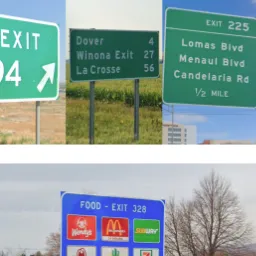 EXIT
04
Dover 4
Winona Exit 27
La Crosse 56
EXIT 225
Lomas Blvd
Menaul Blvd
Candelaria Rd
1/2 MILE
FOOD - EXIT 328
Wendy's
M
SUBWAY
7